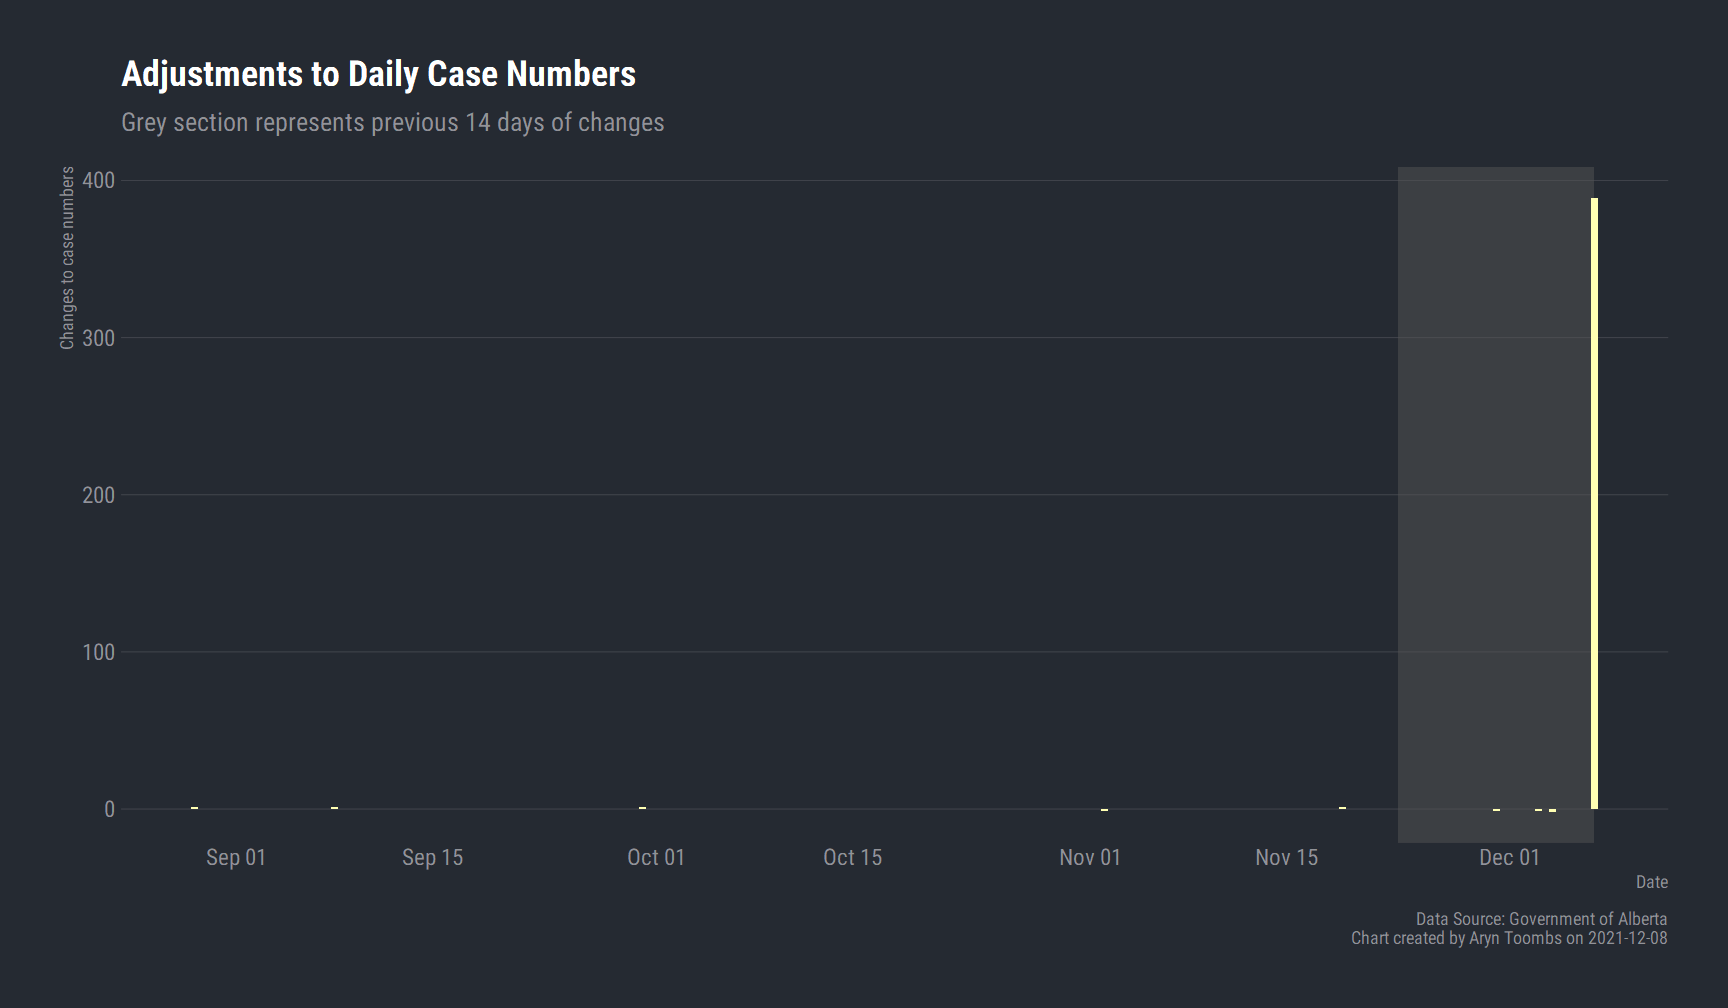 Adjustments to Daily Case Numbers
Grey section represents previous 14 days of changes
Changes to case numbers
400
300
200
100
0
Sep 01
Sep 15
Oct 01
Oct 15
Nov 01
Nov 15
Dec 01
Date
Data Source: Government of Alberta
Chart created by Aryn Toombs on 2021-12-08